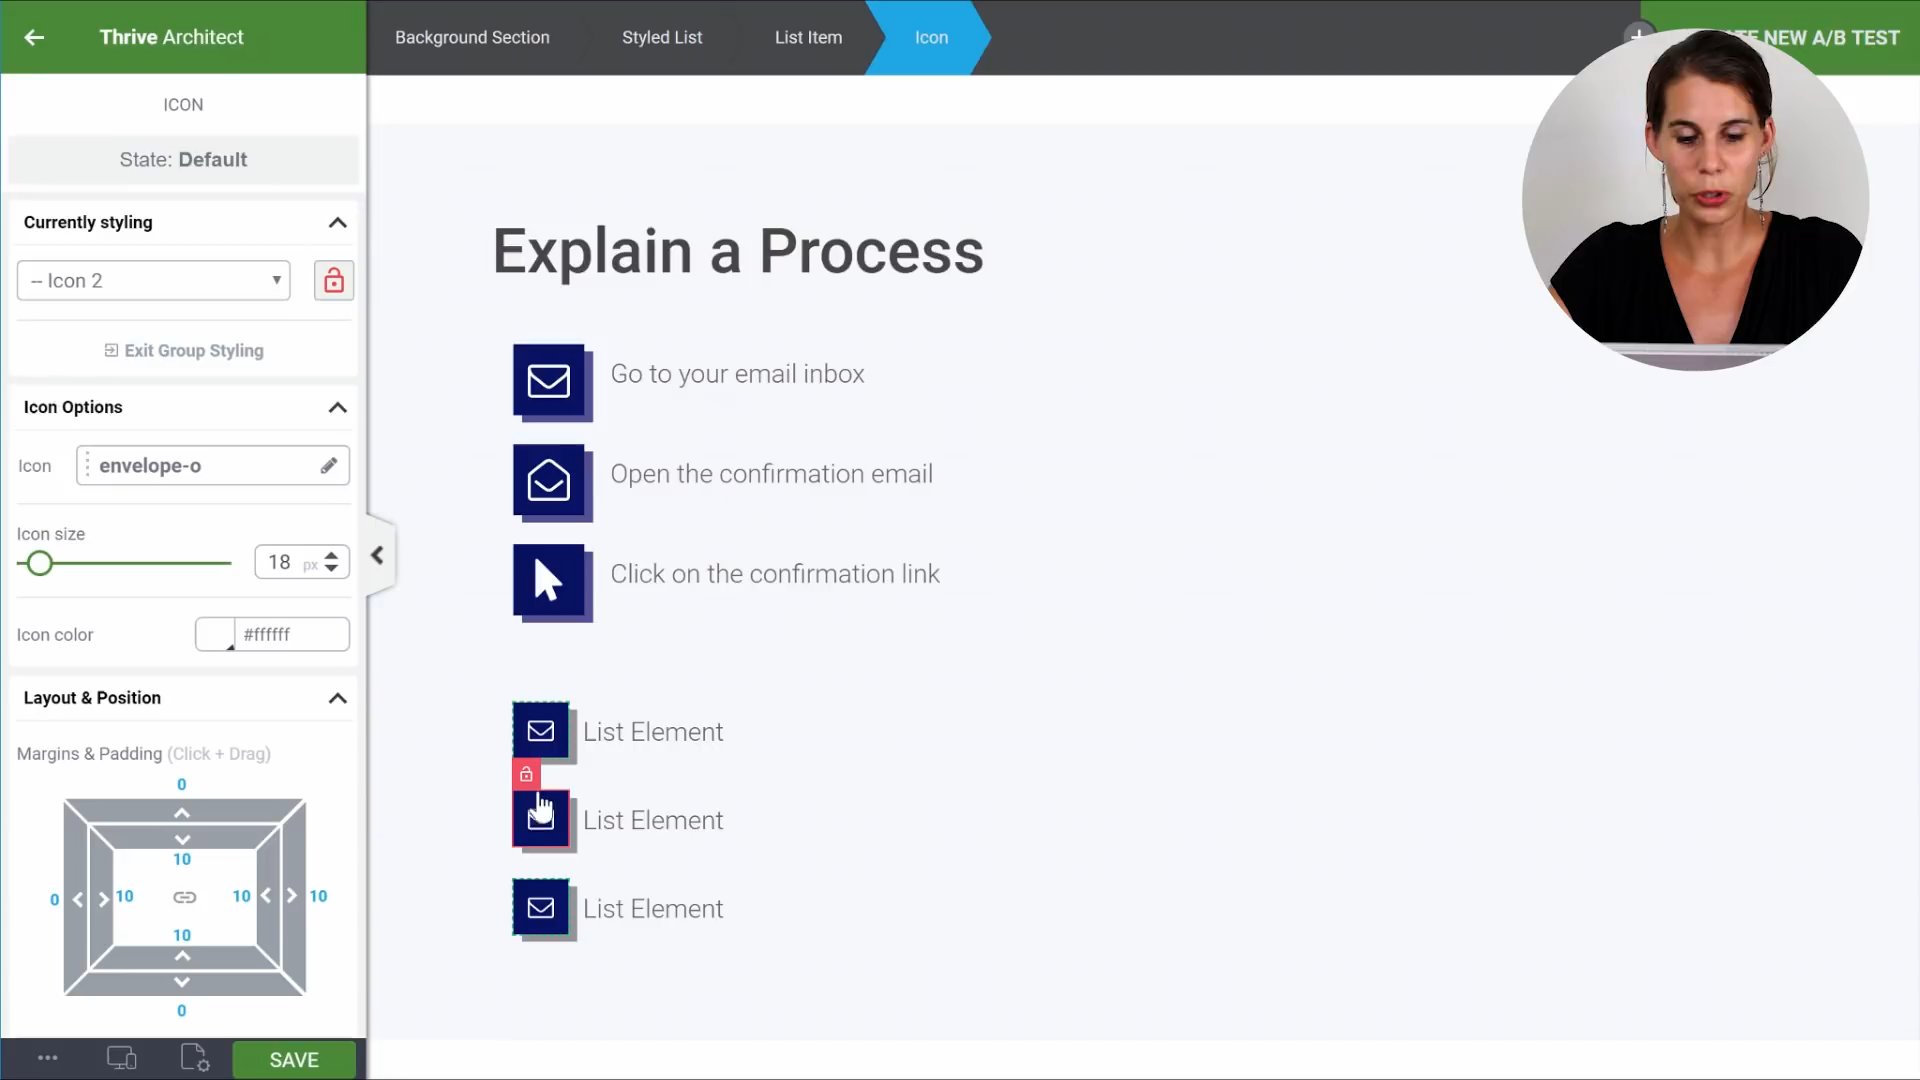 Thrive Architect
Background Section
Styled List
List Item
Icon
NEW A/B TEST
ICON
State: Default
Currently styling
-- Icon 2
Exit Group Styling
Icon Options
Icon
envelope-o
Icon size
18 px
Icon color
#ffffff
Layout & Position
Margins & Padding (Click + Drag)
0
10
0
10
10
10
10
0
SAVE
Explain a Process
Go to your email inbox
Open the confirmation email
Click on the confirmation link
List Element
List Element
List Element